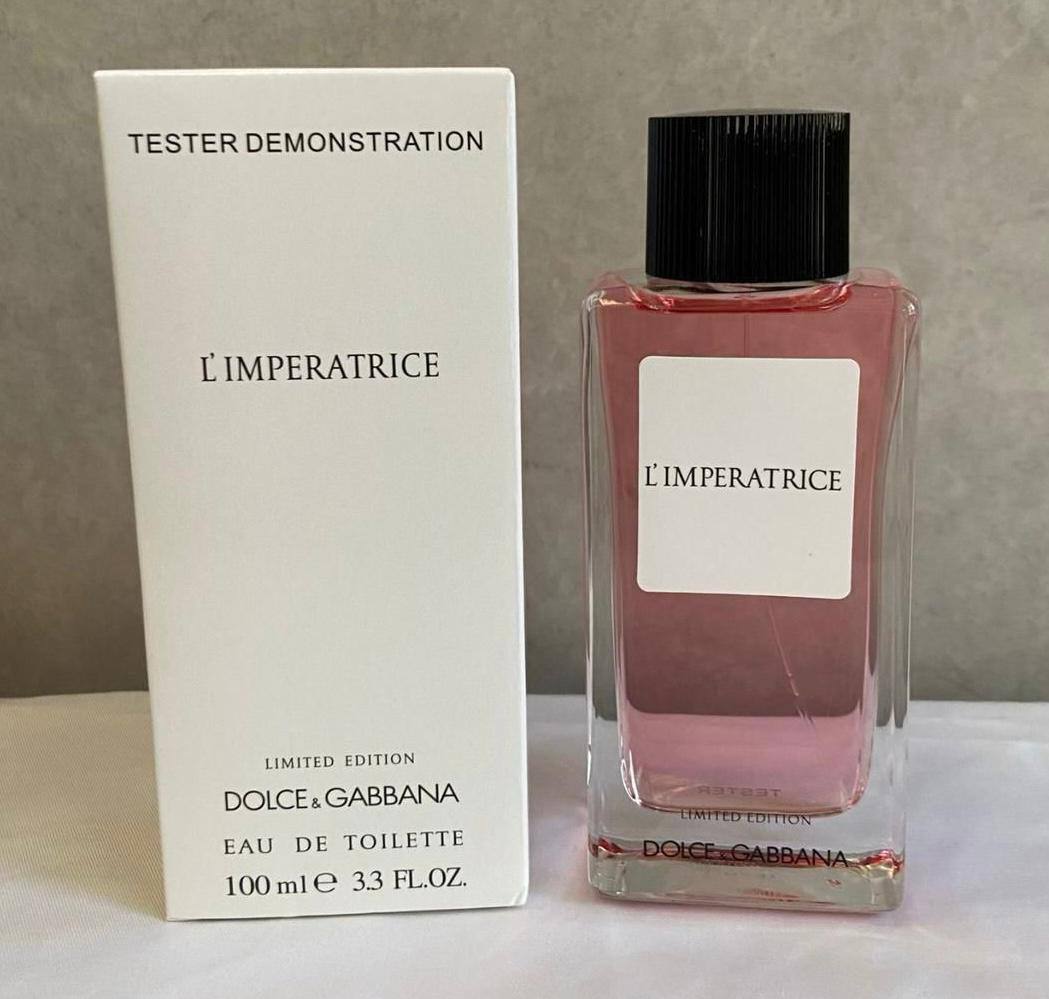 TESTER DEMONSTRATION
L'IMPERATRICE
LIMITED EDITION
DOLCE & GABBANA
EAU DE TOILETTE
100 ml e 3.3 FL.OZ.
L'IMPERATRICE
TESTER
LIMITED EDITION
DOLCE & GABBANA